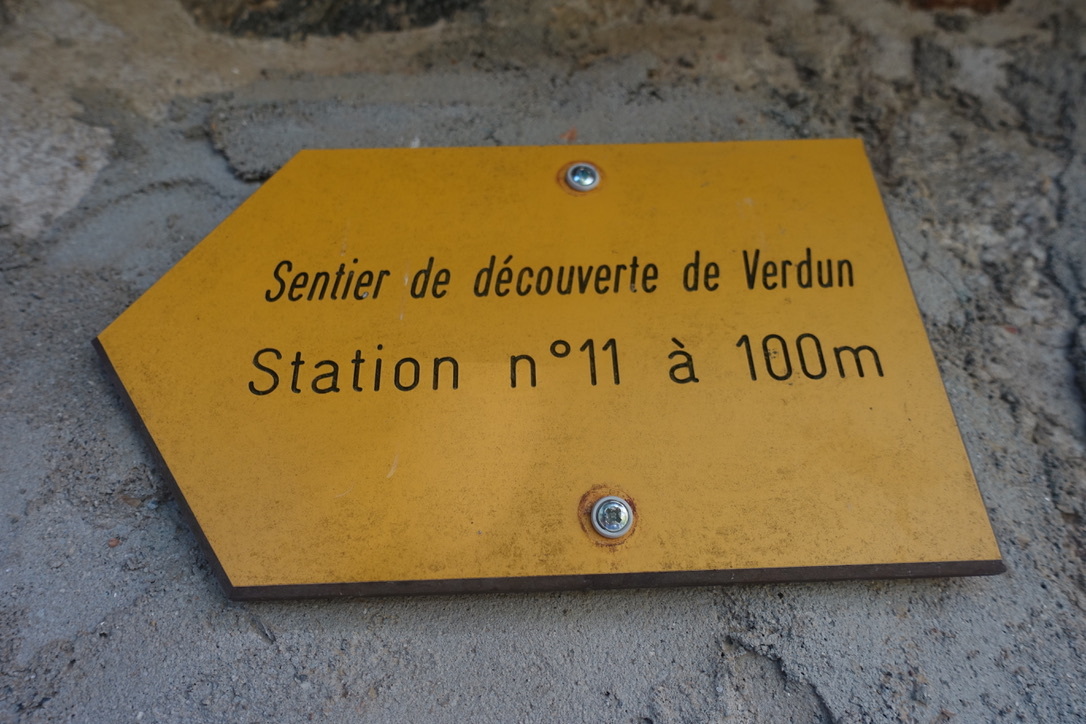 Sentier de découverte de Verdun
Station n°11 à 100m